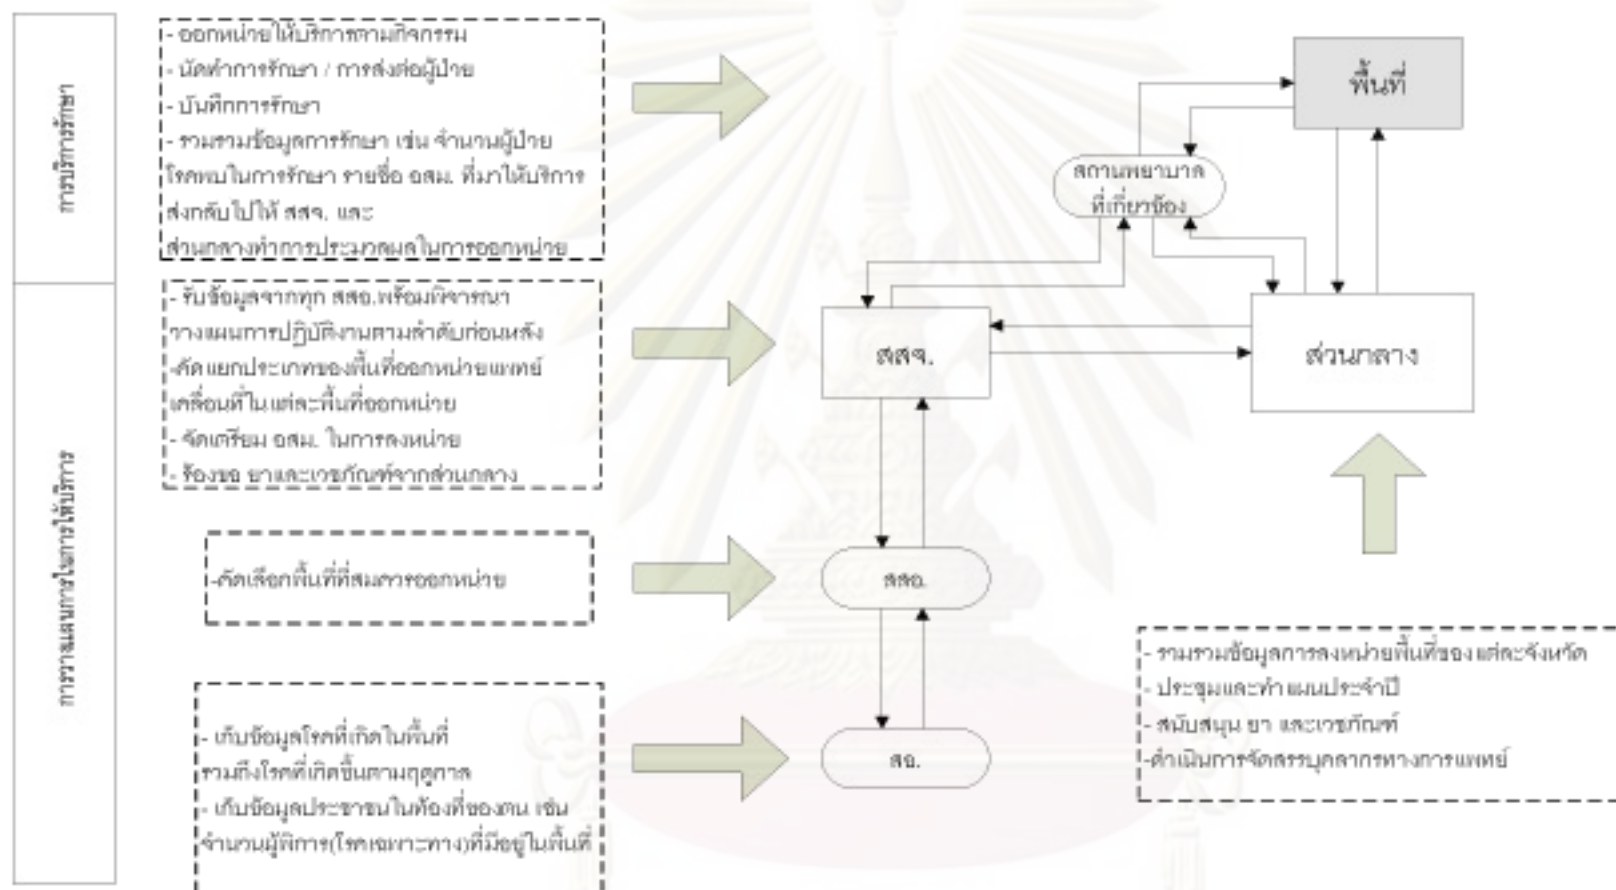 การบริการรักษา
- ออกหน่วยให้บริการตามกิจกรรม
- นัดทำการรักษา / การส่งต่อผู้ป่วย
- บันทึกการรักษา
- รวมรวมข้อมูลการรักษา เช่น จำนวนผู้ป่วย
โรคพบในการรักษา รายชื่อ อสม. ที่มาให้บริการ
ส่งกลับไปให้ สสจ. และ
ส่วนกลางทำการประมวลผลในการออกหน่วย
พื้นที่
สถานพยาบาล
ที่เกี่ยวข้อง
การวางแผนการในการให้บริการ
- รับข้อมูลจากทุก สสอ.พร้อมพิจารณา
วางแผนการปฏิบัติงานตามลำดับก่อนหลัง
-คัดแยกประเภทของพื้นที่ออกหน่วยแพทย์
เคลื่อนที่ในแต่ละพื้นที่ออกหน่วย
- จัดเตรียม อสม. ในการลงหน่วย
- ร้องขอ ยาและเวชภัณฑ์จากส่วนกลาง
สสจ.
ส่วนกลาง
-คัดเลือกพื้นที่ที่สมควรออกหน่วย
สสอ.
- เก็บข้อมูลโรคที่เกิดในพื้นที่
รวมถึงโรคที่เกิดขึ้นตามฤดูกาล
- เก็บข้อมูลประชาชนในท้องที่ของตน เช่น
จำนวนผู้พิการ(โรคเฉพาะทาง)ที่มีอยู่ในพื้นที่
สอ.
- รวมรวมข้อมูลการลงหน่วยพื้นที่ของแต่ละจังหวัด
- ประชุมและทำแผนประจำปี
- สนับสนุน ยา และเวชภัณฑ์
-ดำเนินการจัดสรรบุคลากรทางการแพทย์